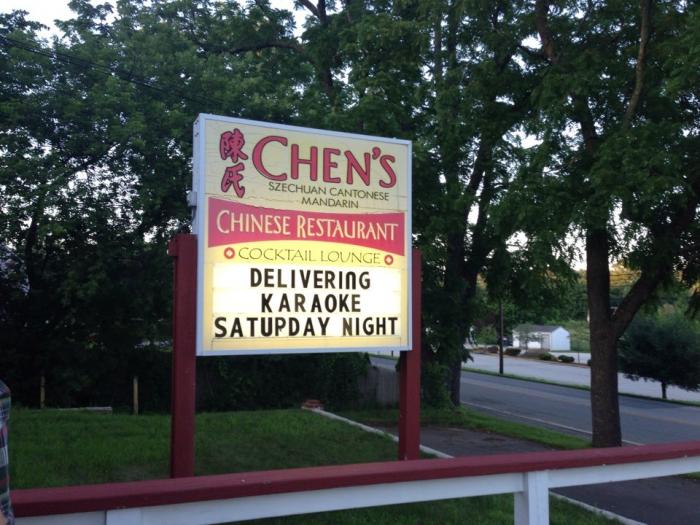 陳氏
CHEN'S
SZECHUAN CANTONESE
MANDARIN
CHINESE RESTAURANT
COCKTAIL LOUNGE
DELIVERING
KARAOKE
SATUPDAY NIGHT